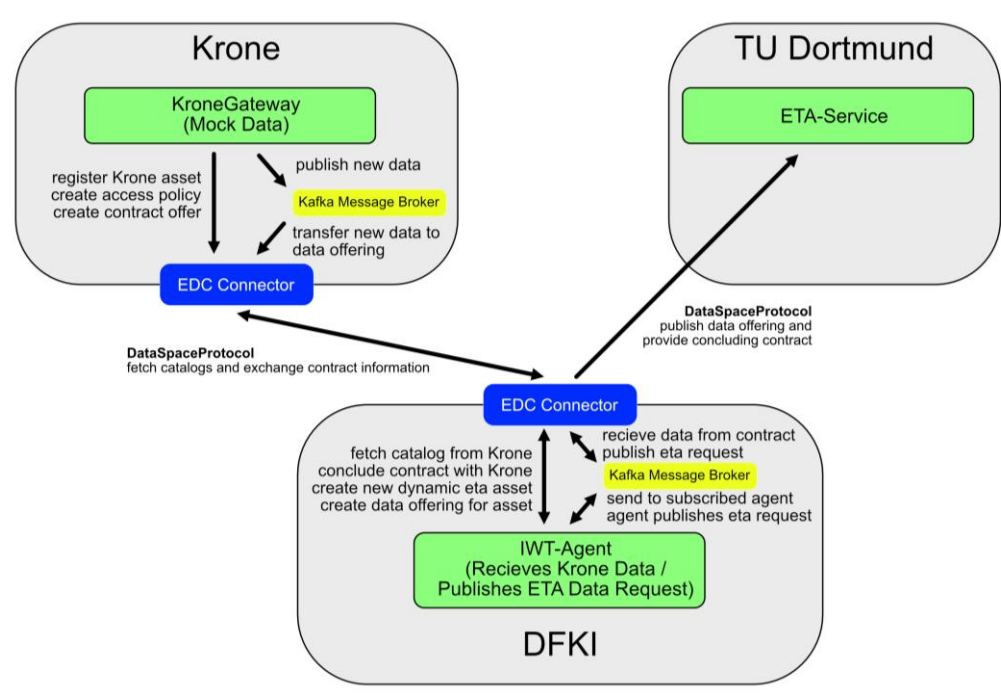 Krone
KroneGateway
(Mock Data)
register Krone asset
create access policy
create contract offer
publish new data
Kafka Message Broker
transfer new data to
data offering
EDC Connector
TU Dortmund
ETA-Service
DataSpaceProtocol
publish data offering and
provide concluding contract
DataSpaceProtocol
fetch catalogs and exchange contract information
EDC Connector
fetch catalog from Krone
conclude contract with Krone
create new dynamic eta asset
create data offering for asset
recieve data from contract
publish eta request
Kafka Message Broker
send to subscribed agent
agent publishes eta request
IWT-Agent
(Recieves Krone Data /
Publishes ETA Data Request)
DFKI